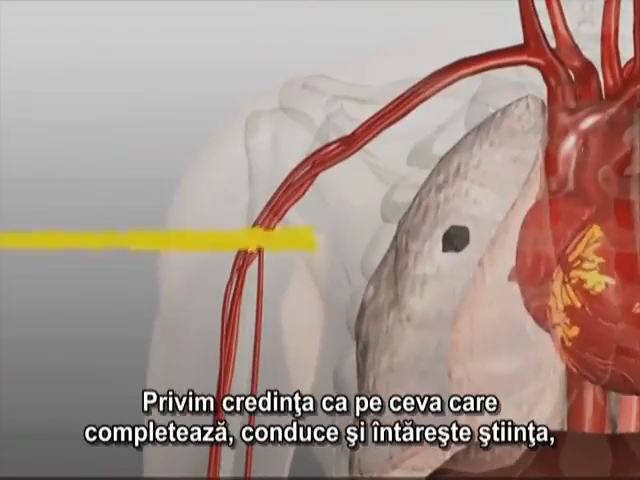 Privim credinţa ca pe ceva care
completează, conduce şi întăreşte ştiinţa,